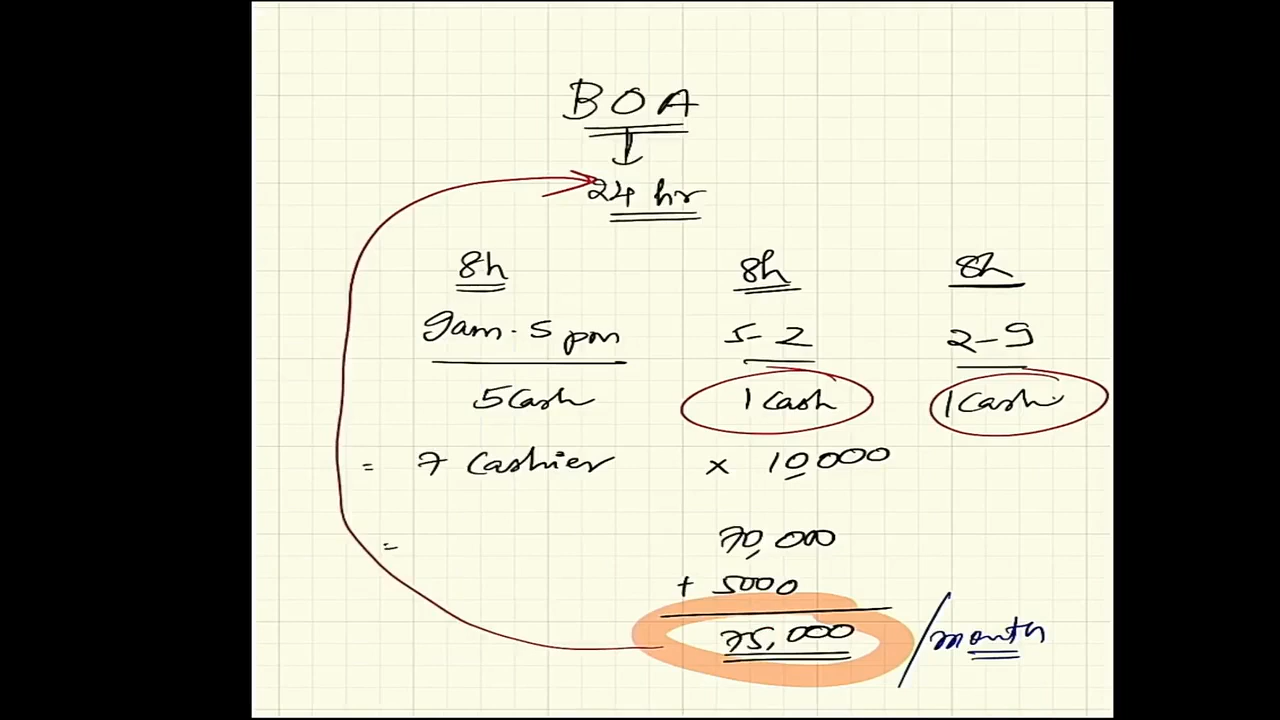 BOA
24 hr
8h 8h 8h
9am - 5 pm 5-2 2-9
5 Cash 1 Cash 1 Cash
= 7 Cashier x 10,000
= 70,000
+ 5000
75,000 / month